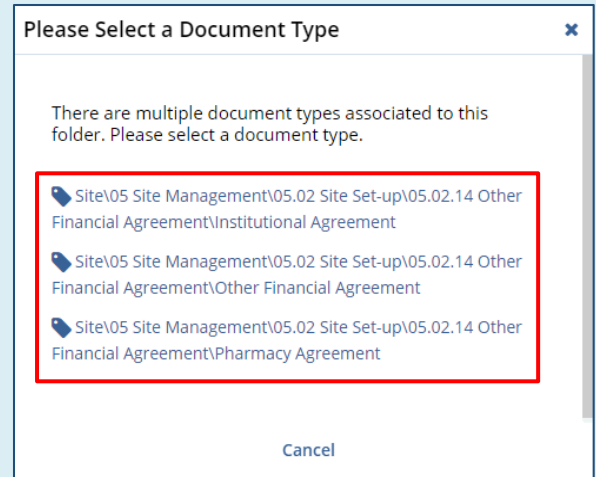 Please Select a Document Type
There are multiple document types associated to this
folder. Please select a document type.
Site\05 Site Management\05.02 Site Set-up\05.02.14 Other
Financial Agreement\Institutional Agreement
Site\05 Site Management\05.02 Site Set-up\05.02.14 Other
Financial Agreement\Other Financial Agreement
Site\05 Site Management\05.02 Site Set-up\05.02.14 Other
Financial Agreement\Pharmacy Agreement
Cancel